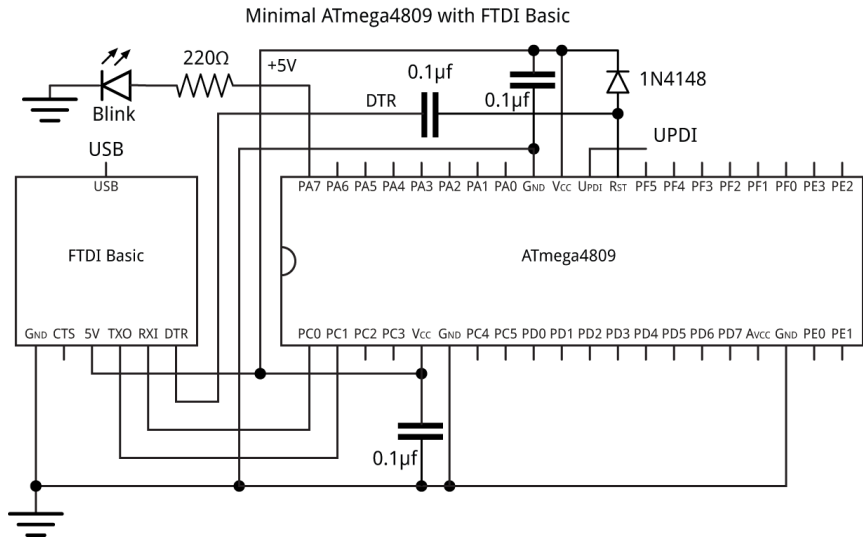 Minimal ATmega4809 with FTDI Basic
220Ω
+5V
0.1µf
0.1µf
1N4148
Blink
DTR
UPDI
USB
USB
PA7 PA6 PA5 PA4 PA3 PA2 PA1 PA0 GND VCC UPDI RST PF5 PF4 PF3 PF2 PF1 PF0 PE3 PE2
FTDI Basic
ATmega4809
GND CTS 5V TXO RXI DTR
PC0 PC1 PC2 PC3 VCC GND PC4 PC5 PD0 PD1 PD2 PD3 PD4 PD5 PD6 PD7 AVCC GND PE0 PE1
0.1µf